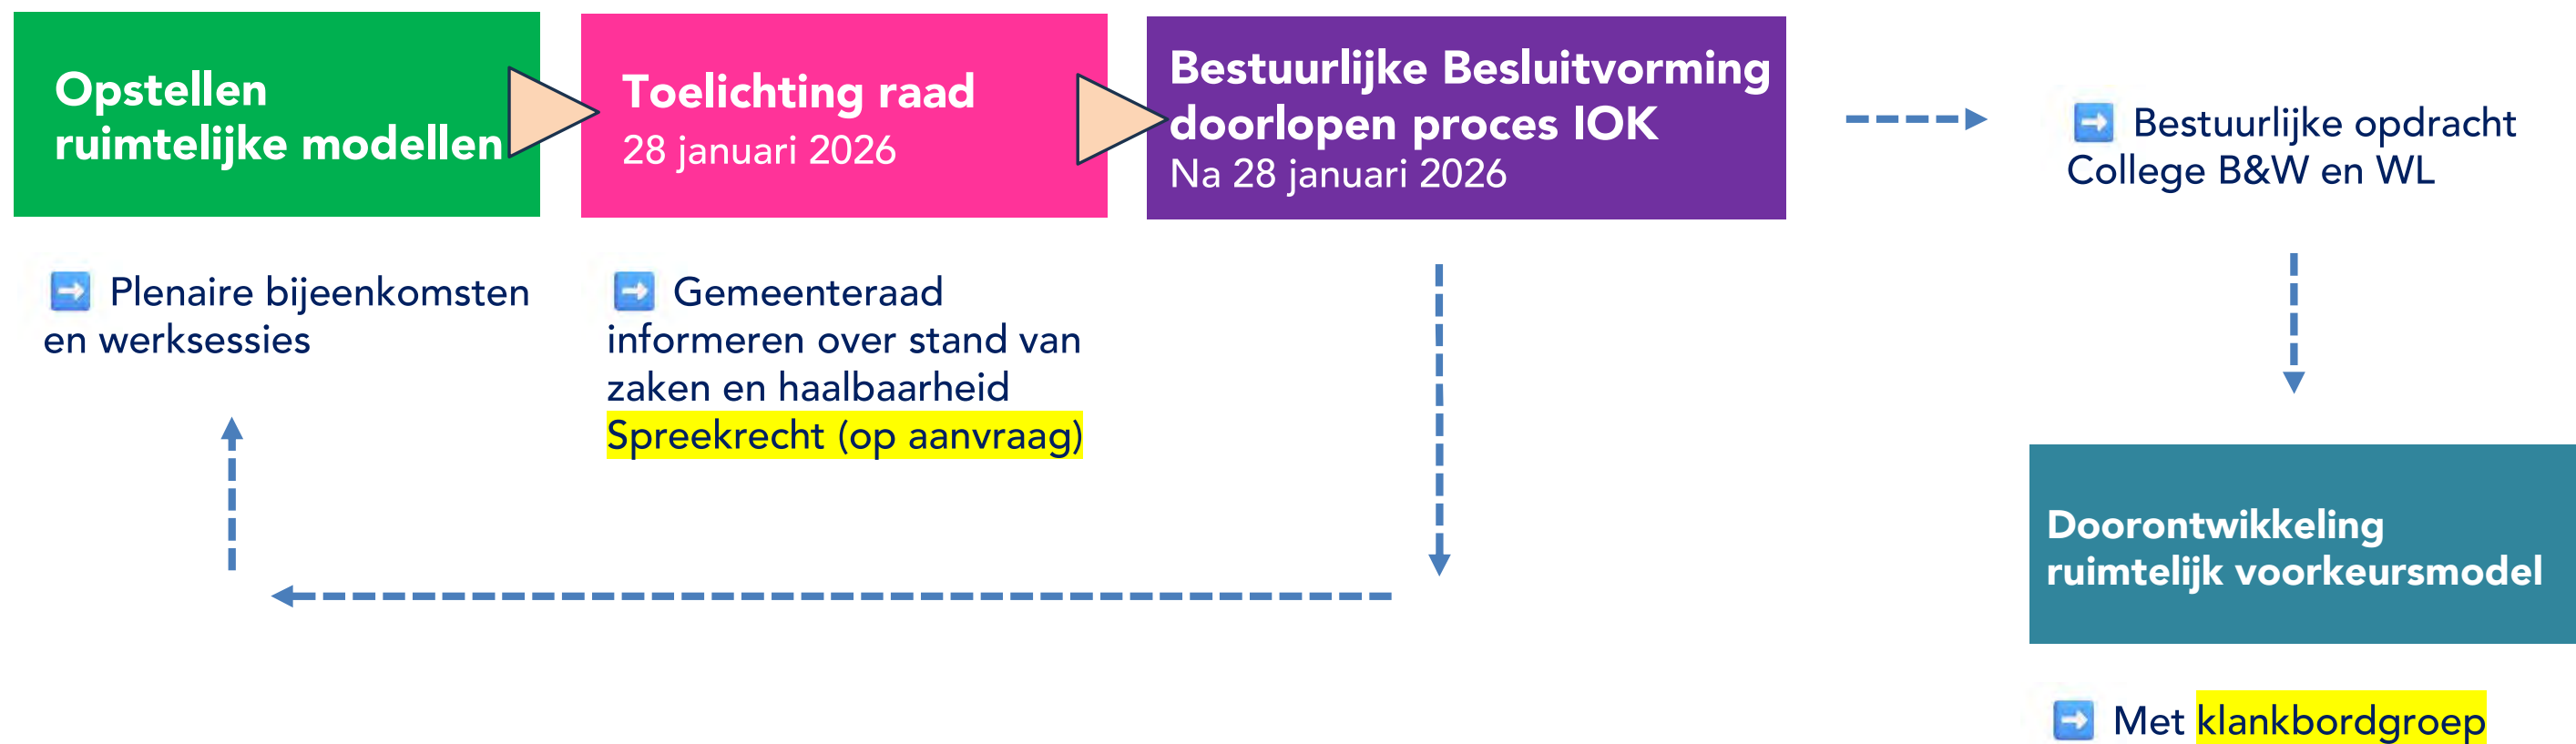 Opstellen
ruimtelijke modellen
Toelichting raad
28 januari 2026
Bestuurlijke Besluitvorming
doorlopen proces IOK
Na 28 januari 2026
Bestuurlijke opdracht
College B&W en WL
Plenaire bijeenkomsten
en werksessies
Gemeenteraad
informeren over stand van
zaken en haalbaarheid
Spreekrecht (op aanvraag)
Doorontwikkeling
ruimtelijk voorkeursmodel
Met klankbordgroep